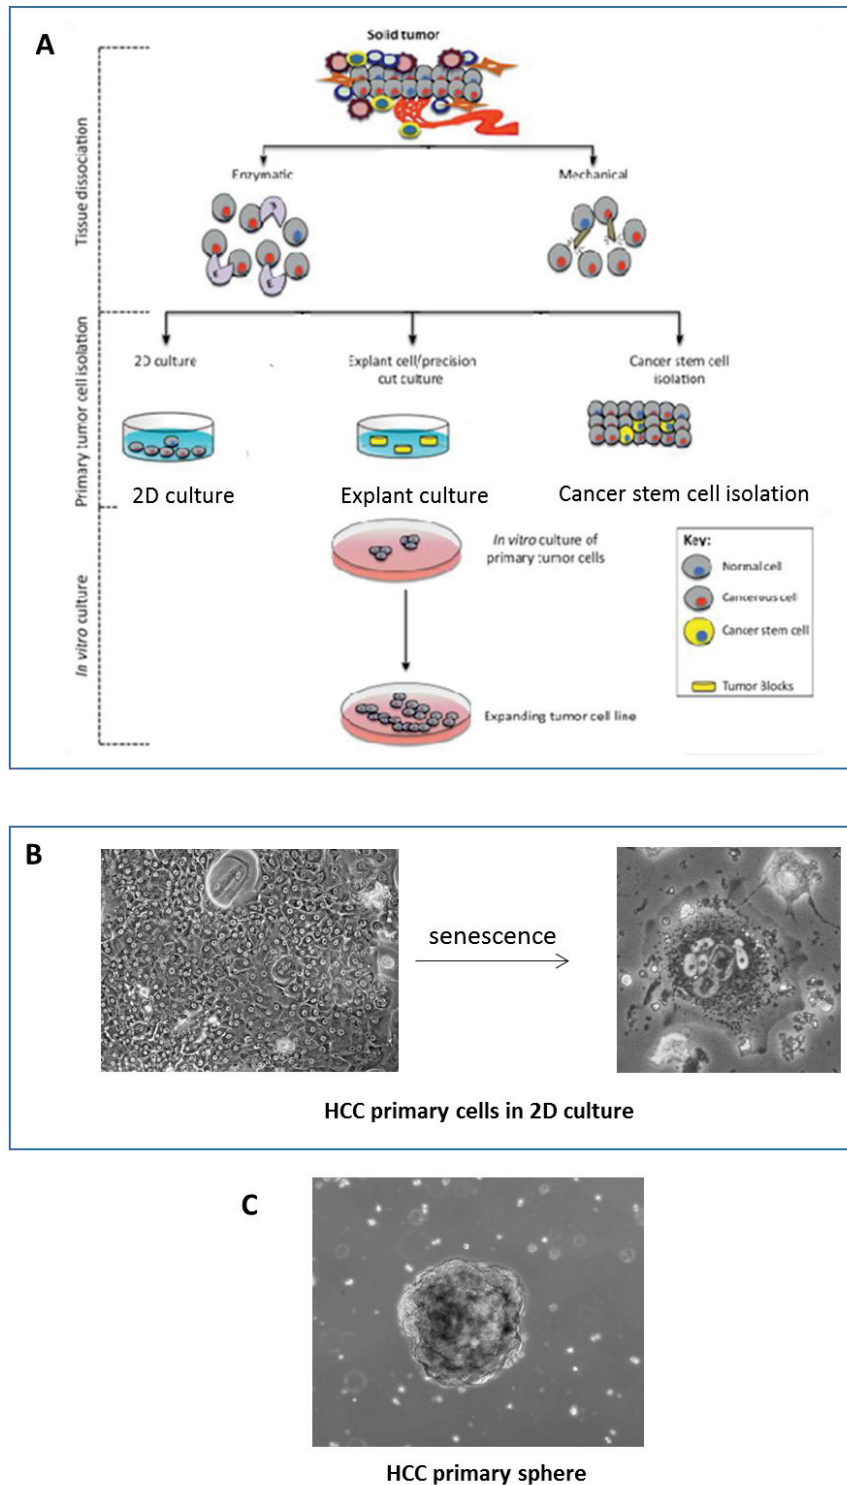 A
Solid tumor
Tissue dissociation
Enzymatic
Mechanical
Primary tumor cell isolation
2D culture
Explant cell/precision
cut culture
Cancer stem cell
isolation
2D culture
Explant culture
Cancer stem cell isolation
In vitro culture
In vitro culture of
primary tumor cells
Expanding tumor cell line
Key:
Normal cell
Cancerous cell
Cancer stem cell
Tumor Blocks
B
senescence
HCC primary cells in 2D culture
C
HCC primary sphere